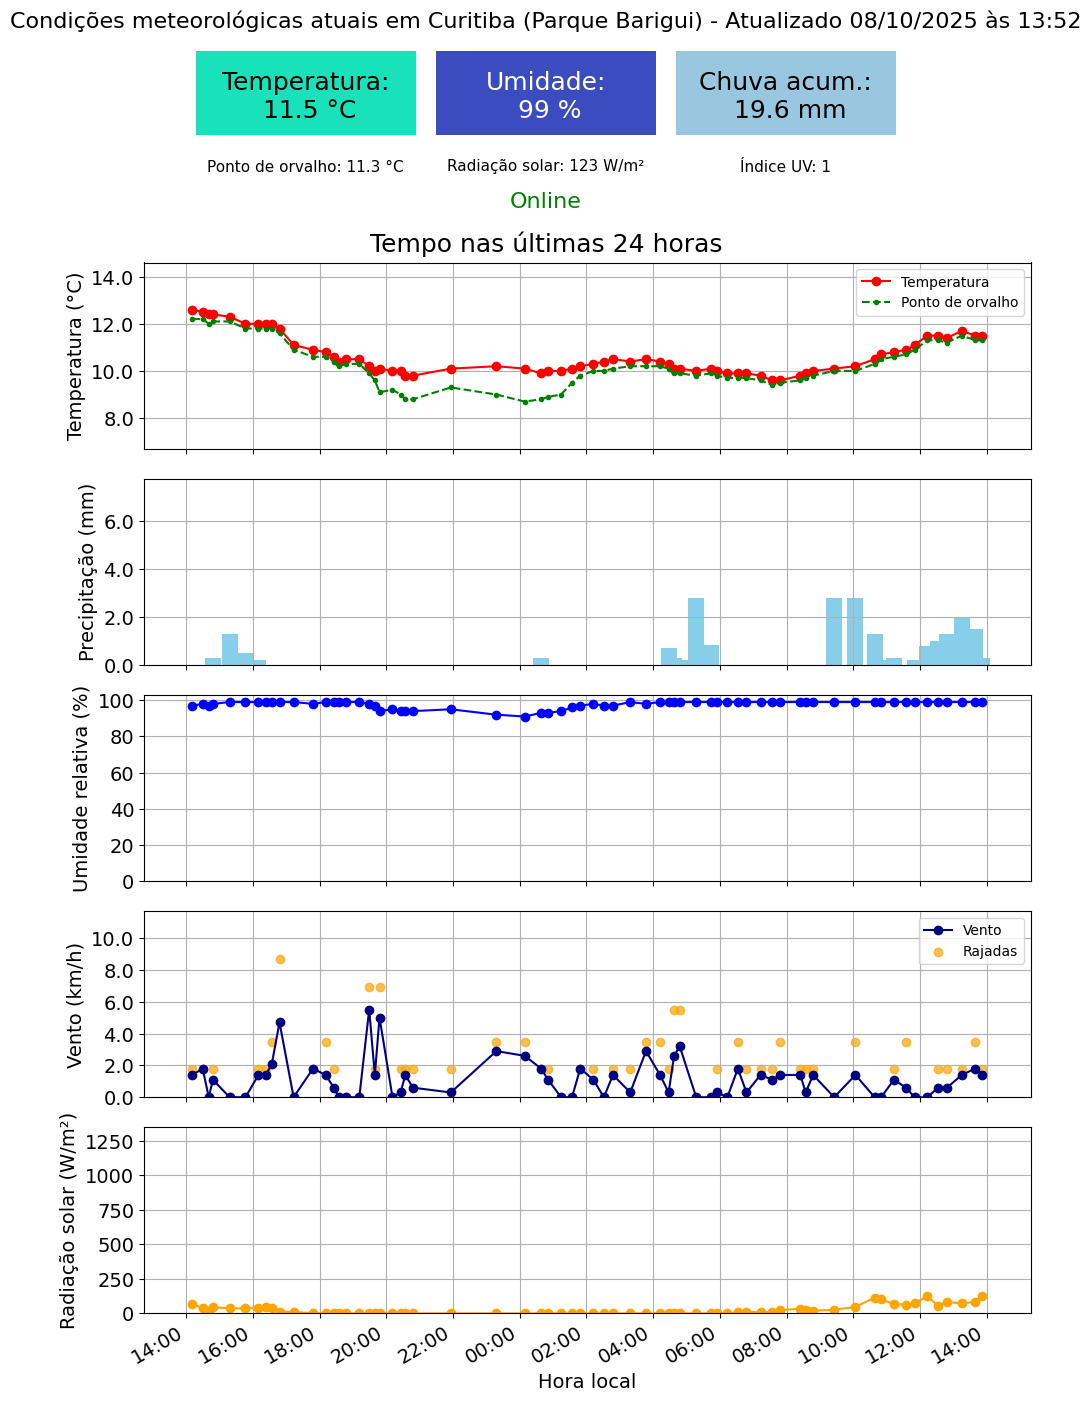 Condições meteorológicas atuais em Curitiba (Parque Barigui) - Atualizado 08/10/2025 às 13:52
Temperatura:
11.5 °C
Umidade:
99 %
Chuva acum.:
19.6 mm
Ponto de orvalho: 11.3 °C
Radiação solar: 123 W/m²
Índice UV: 1
Online
Tempo nas últimas 24 horas
Temperatura (°C)
14.0
12.0
10.0
8.0
Temperatura
Ponto de orvalho
Precipitação (mm)
6.0
4.0
2.0
0.0
Umidade relativa (%)
100
80
60
40
20
0
Vento (km/h)
10.0
8.0
6.0
4.0
2.0
0.0
Vento
Rajadas
Radiação solar (W/m²)
1250
1000
750
500
250
0
14:00
16:00
18:00
20:00
22:00
00:00
02:00
04:00
06:00
08:00
10:00
12:00
14:00
Hora local